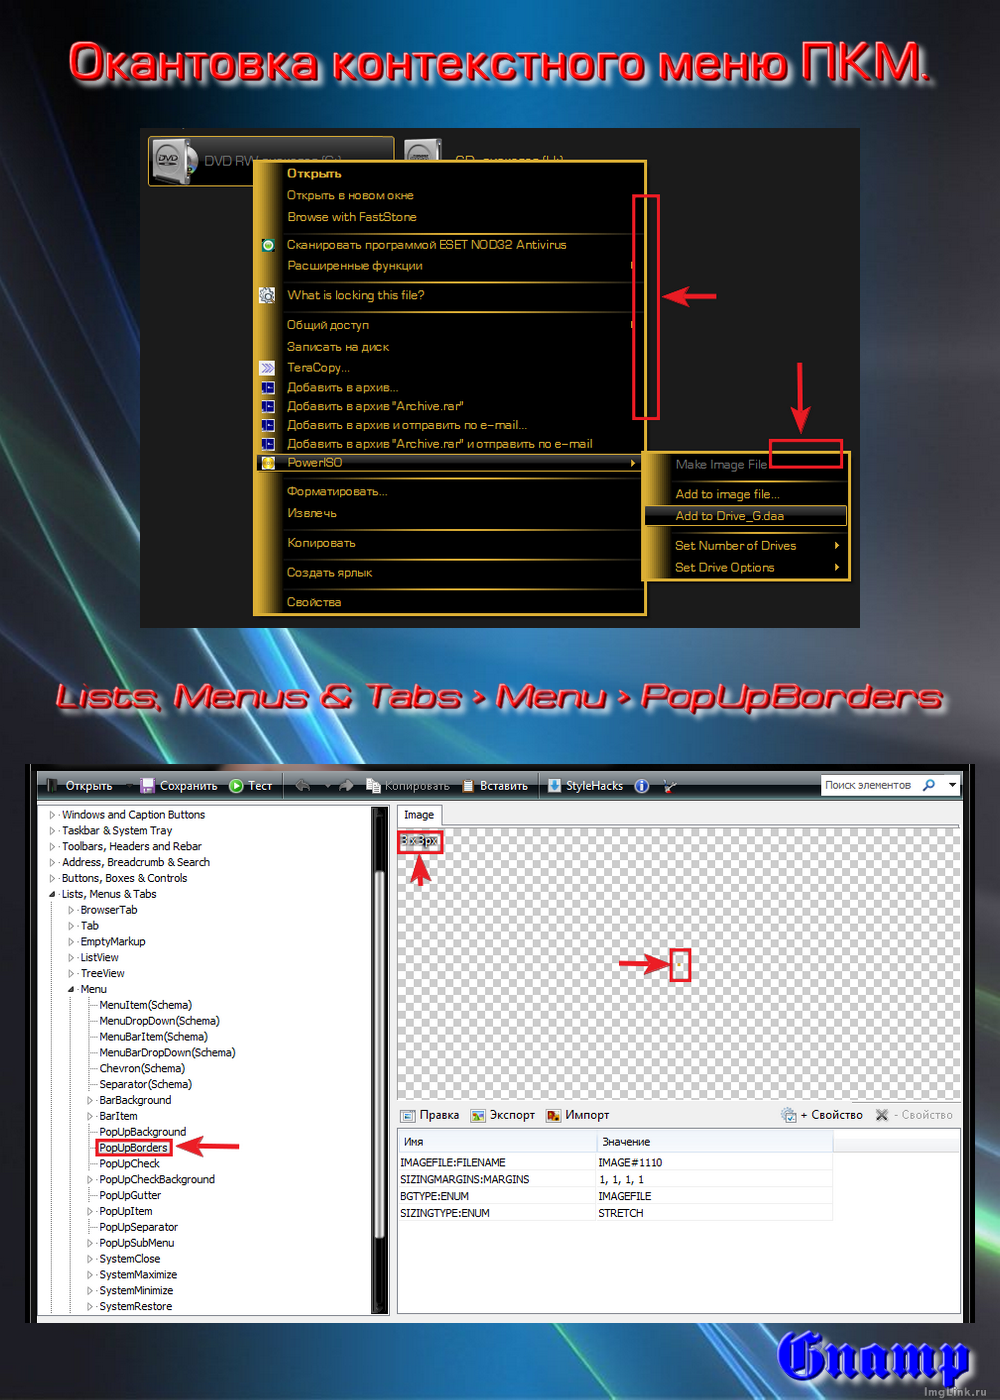 Окантовка контекстного меню ПКМ.
DVD RW
Открыть
Открыть в новом окне
Browse with FastStone
Сканировать программой ESET NOD32 Antivirus
Расширенные функции
What is locking this file?
Общий доступ
Записать на диск
TeraCopy...
Добавить в архив...
Добавить в архив "Archive.rar"
Добавить в архив и отправить по e-mail...
Добавить в архив "Archive.rar" и отправить по e-mail
PowerISO
Форматировать...
Извлечь
Копировать
Создать ярлык
Свойства
Make Image File
Add to image file...
Add to Drive_G.daa
Set Number of Drives
Set Drive Options
Lists, Menus & Tabs > Menu > PopUpBorders
Открыть Сохранить Тест Копировать Вставить StyleHacks Поиск элементов
Windows and Caption Buttons
Taskbar & System Tray
Toolbars, Headers and Rebar
Address, Breadcrumb & Search
Buttons, Boxes & Controls
Lists, Menus & Tabs
BrowserTab
Tab
EmptyMarkup
ListView
TreeView
Menu
MenuItem(Schema)
MenuDropDown(Schema)
MenuBarItem(Schema)
MenuBarDropDown(Schema)
Chevron(Schema)
Separator(Schema)
BarBackground
BarItem
PopUpBackground
PopUpBorders
PopUpCheck
PopUpCheckBackground
PopUpGutter
PopUpItem
PopUpSeparator
PopUpSubMenu
SystemClose
SystemMaximize
SystemMinimize
SystemRestore
Image
Правка Экспорт Импорт + Свойство - Свойство
Имя Значение
IMAGEFILE:FILENAME IMAGE#1110
SIZINGMARGINS:MARGINS 1, 1, 1, 1
BGTYPE:ENUM IMAGEFILE
SIZINGTYPE:ENUM STRETCH
Gnamp
ImgLink.ru